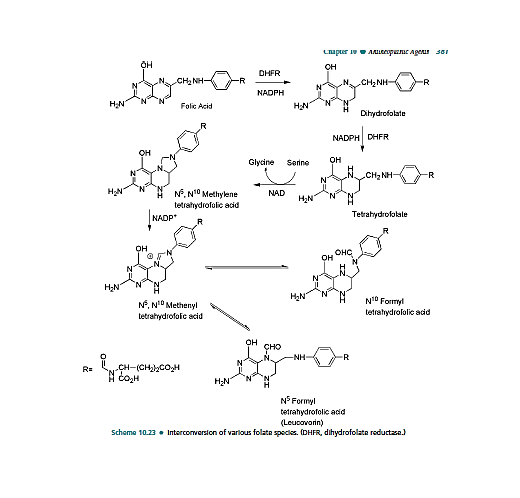 Chapter 10 ● Antineoplastic Agents 381
OH
N
N
CH2NH
R
H2N
N
N
Folic Acid
DHFR
NADPH
OH
N
N
CH2NH
R
H2N
N
N
H
Dihydrofolate
NADPH
DHFR
OH
H
N
N
CH2NH
R
H2N
N
N
H
Tetrahydrofolate
Glycine
Serine
NAD
R
OH
N
N
N
H2N
N
N
H
N5, N10 Methylene
tetrahydrofolic acid
NADP+
R
OH
⊕
N
N
N
H2N
N
N
H
N5, N10 Methenyl
tetrahydrofolic acid
R
OHC
OH
N
H
N
N
H2N
N
N
H
N10 Formyl
tetrahydrofolic acid
OH
CHO
N
N
NH
R
H2N
N
N
H
N5 Formyl
tetrahydrofolic acid
(Leucovorin)
R=
O
N
H
CH—(CH2)2CO2H
CO2H
Scheme 10.23 ● Interconversion of various folate species. (DHFR, dihydrofolate reductase.)